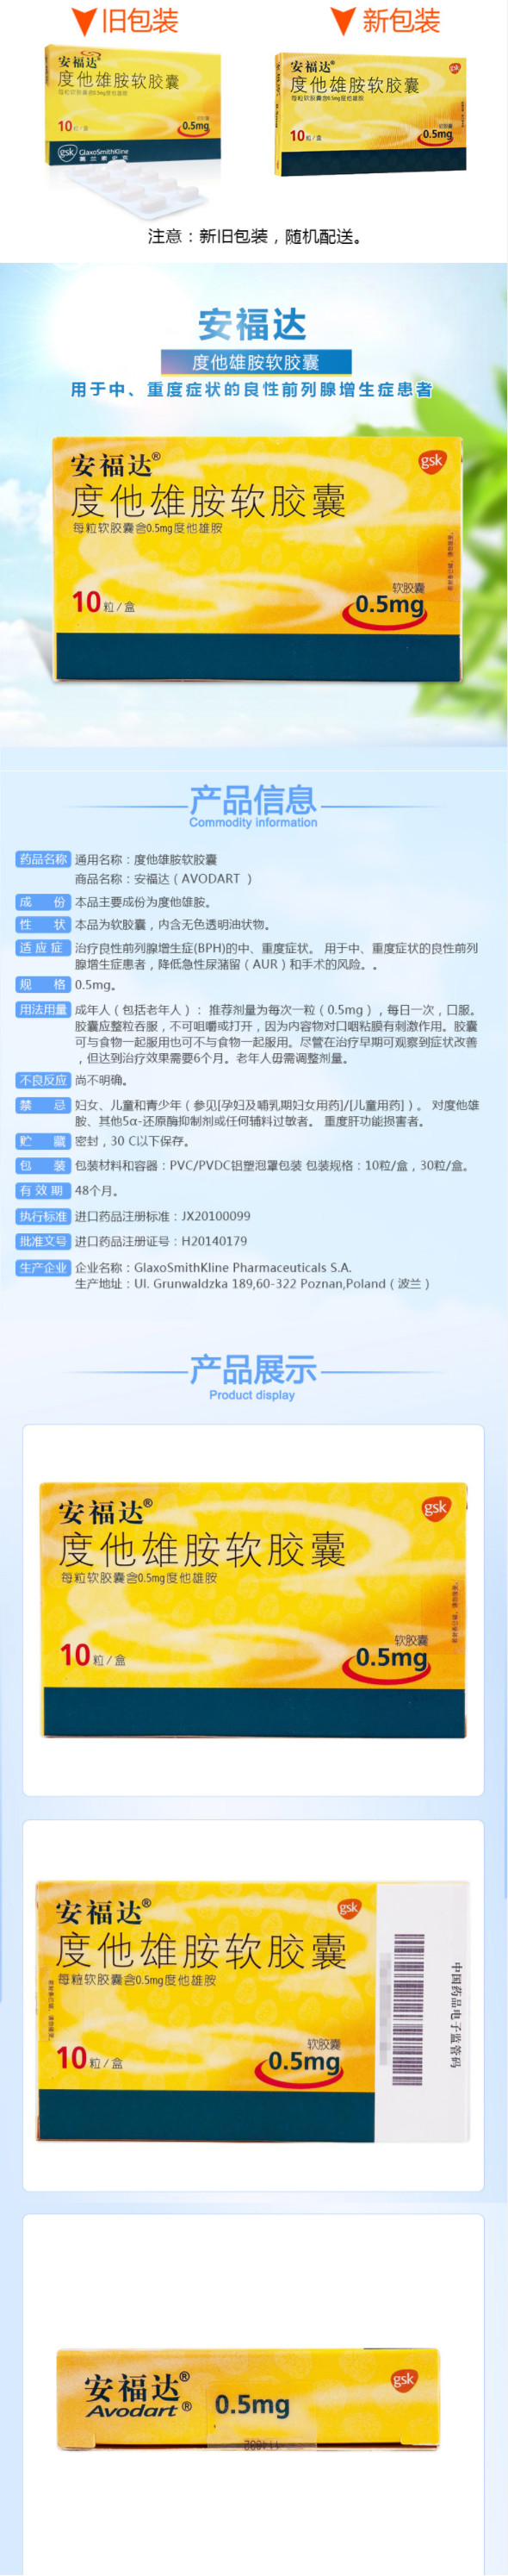 旧包装
新包装
安福达
度他雄胺软胶囊
每粒软胶囊含0.5mg度他雄胺
10粒/盒
0.5mg
gsk GlaxoSmithKline
葛兰素史克
安福达®
gsk
度他雄胺软胶囊
每粒软胶囊含0.5mg度他雄胺
10粒/盒
软胶囊
0.5mg
注意：新旧包装，随机配送。
安福达
度他雄胺软胶囊
用于中、重度症状的良性前列腺增生症患者
安福达®
gsk
度他雄胺软胶囊
每粒软胶囊含0.5mg度他雄胺
软胶囊
10粒/盒
0.5mg
产品信息
Commodity information
药品名称 通用名称：度他雄胺软胶囊
商品名称：安福达（AVODART ）
成 份 本品主要成份为度他雄胺。
性 状 本品为软胶囊，内含无色透明油状物。
适应症 治疗良性前列腺增生症(BPH)的中、重度症状。 用于中、重度症状的良性前列
腺增生症患者，降低急性尿潴留（AUR）和手术的风险。。
规 格 0.5mg。
用法用量 成年人（包括老年人）：推荐剂量为每次一粒（0.5mg），每日一次，口服。
胶囊应整粒吞服，不可咀嚼或打开，因为内容物对口咽粘膜有刺激作用。胶囊
可与食物一起服用也可不与食物一起服用。尽管在治疗早期可观察到症状改善
，但达到治疗效果需要6个月。老年人毋需调整剂量。
不良反应 尚不明确。
禁 忌 妇女、儿童和青少年（参见[孕妇及哺乳期妇女用药]/[儿童用药]）。 对度他雄
胺、其他5α-还原酶抑制剂或任何辅料过敏者。 重度肝功能损害者。
贮 藏 密封，30 C以下保存。
包 装 包装材料和容器：PVC/PVDC铝塑泡罩包装 包装规格：10粒/盒，30粒/盒。
有效期 48个月。
执行标准 进口药品注册标准：JX20100099
批准文号 进口药品注册证号：H20140179
生产企业 企业名称：GlaxoSmithKline Pharmaceuticals S.A.
生产地址：Ul. Grunwaldzka 189,60-322 Poznan,Poland（波兰）
产品展示
Product display
安福达®
gsk
度他雄胺软胶囊
每粒软胶囊含0.5mg度他雄胺
软胶囊
10粒/盒
0.5mg
安福达®
gsk
度他雄胺软胶囊
每粒软胶囊含0.5mg度他雄胺
软胶囊
10粒/盒
0.5mg
中国药品电子监管码
安福达®
Avodart®
0.5mg
gsk